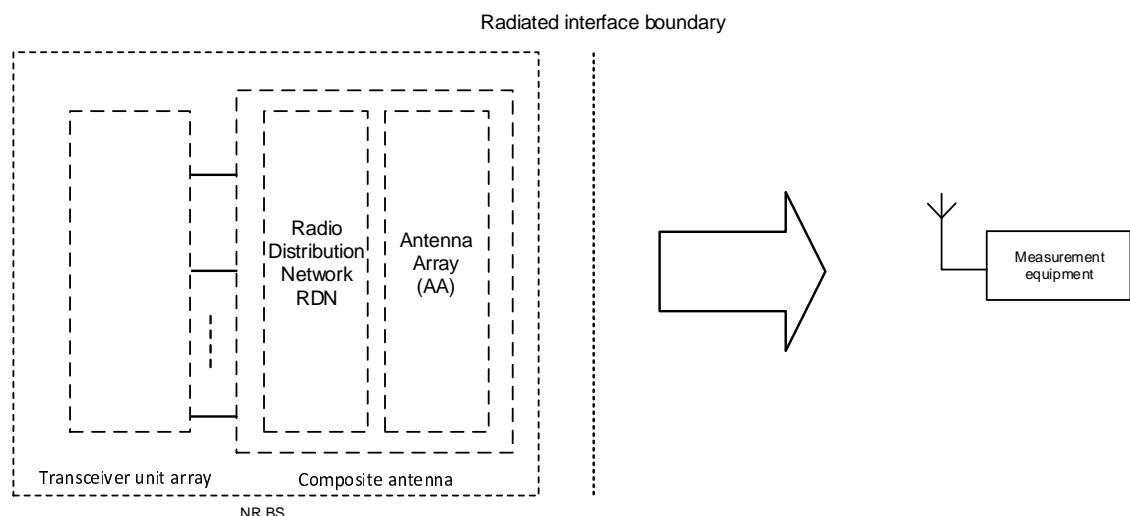 Radiated interface boundary
Radio
Distribution
Network
RDN
Antenna
Array
(AA)
Measurement
equipment
Transceiver unit array
Composite antenna
NR BS